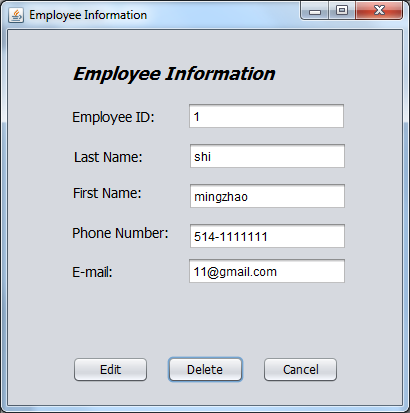 Employee Information
Employee Information
Employee ID: 1
Last Name: shi
First Name: mingzhao
Phone Number: 514-1111111
E-mail: 11@gmail.com
Edit Delete Cancel